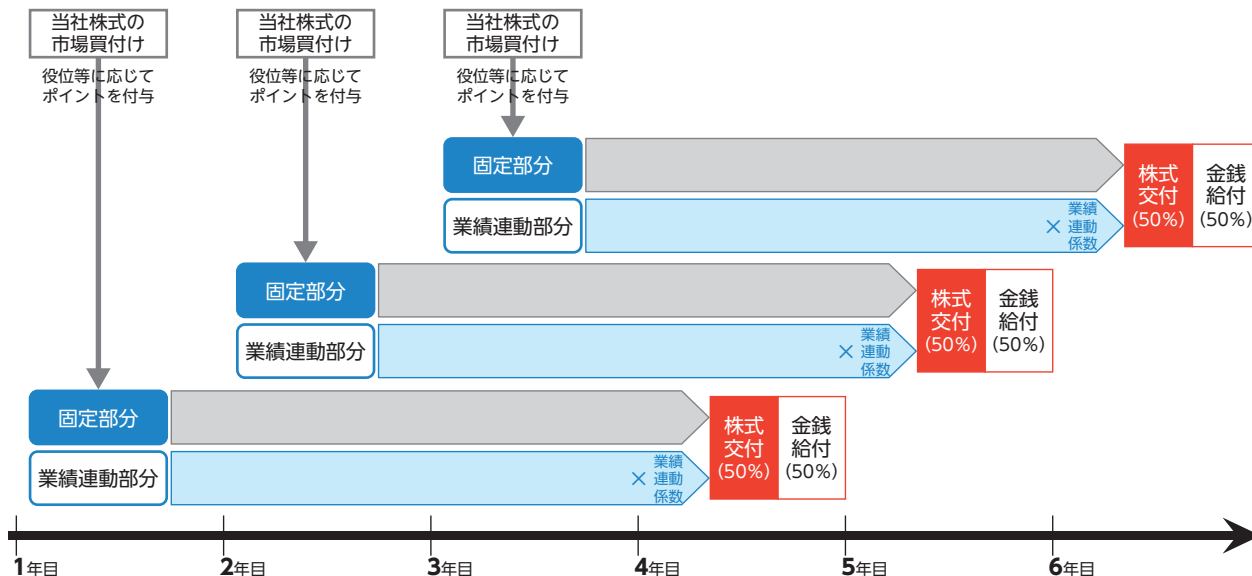 当社株式の
市場買付け
役位等に応じて
ポイントを付与
当社株式の
市場買付け
役位等に応じて
ポイントを付与
当社株式の
市場買付け
役位等に応じて
ポイントを付与
固定部分
業績連動部分
×
業績
連動
係数
株式
交付
(50%)
金銭
給付
(50%)
固定部分
業績連動部分
×
業績
連動
係数
株式
交付
(50%)
金銭
給付
(50%)
固定部分
業績連動部分
×
業績
連動
係数
株式
交付
(50%)
金銭
給付
(50%)
1年目
2年目
3年目
4年目
5年目
6年目